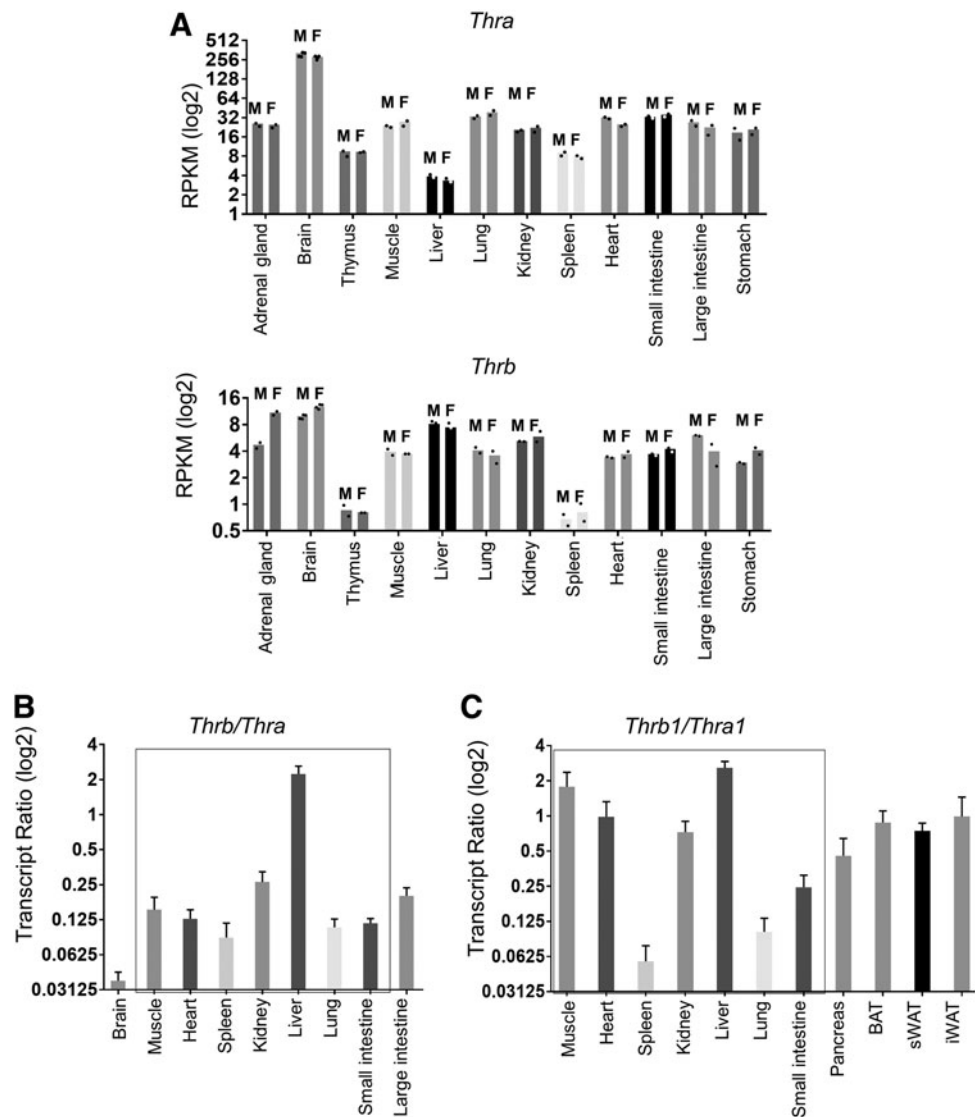 A
Thra
RPKM (log2)
512
256
128
64
32
16
8
4
2
1
M F M F M F M F M F M F M F M F M F M F M F M F
Adrenal gland
Brain
Thymus
Muscle
Liver
Lung
Kidney
Spleen
Heart
Small intestine
Large intestine
Stomach
Thrb
RPKM (log2)
16
8
4
2
1
0.5
M F M F M F M F M F M F M F M F M F M F M F M F
Adrenal gland
Brain
Thymus
Muscle
Liver
Lung
Kidney
Spleen
Heart
Small intestine
Large intestine
Stomach
B
Thrb/Thra
Transcript Ratio (log2)
4
2
1
0.5
0.25
0.125
0.0625
0.03125
Brain
Muscle
Heart
Spleen
Kidney
Liver
Lung
Small intestine
Large intestine
C
Thrb1/Thra1
Transcript Ratio (log2)
4
2
1
0.5
0.25
0.125
0.0625
0.03125
Muscle
Heart
Spleen
Kidney
Liver
Lung
Small intestine
Pancreas
BAT
sWAT
iWAT